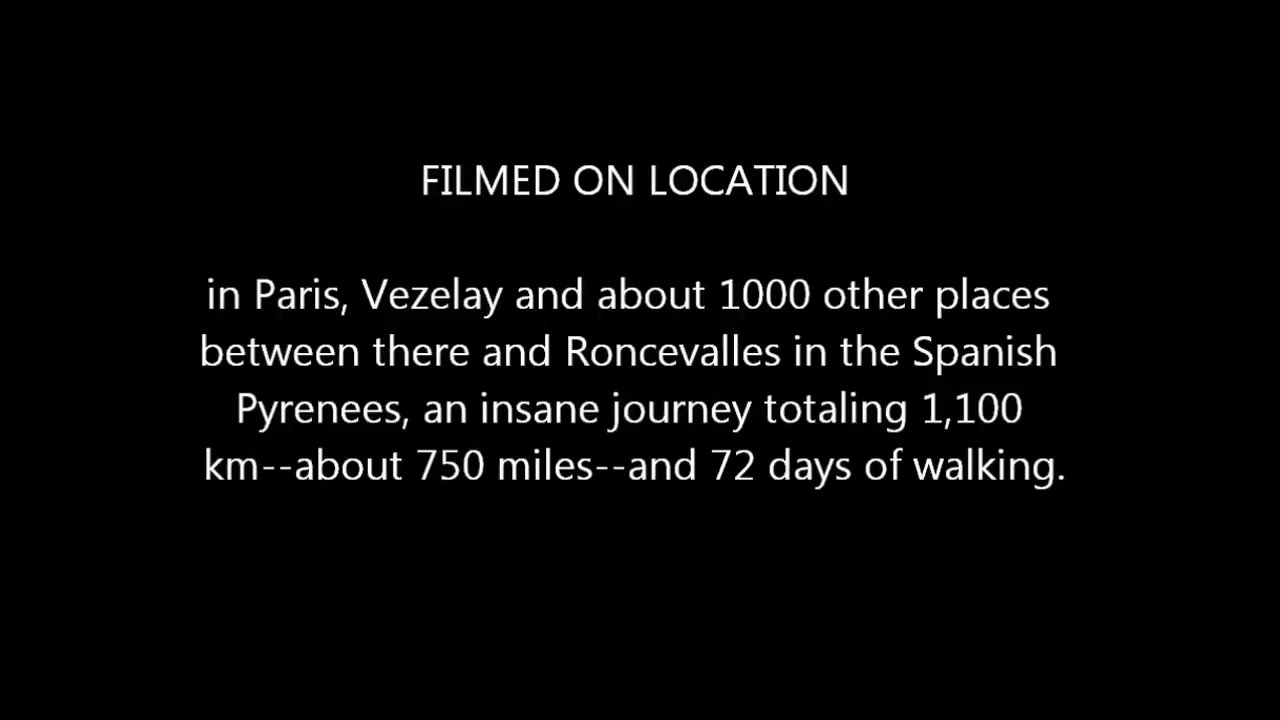 FILMED ON LOCATION
in Paris, Vezelay and about 1000 other places
between there and Roncevalles in the Spanish
Pyrenees, an insane journey totaling 1,100
km--about 750 miles--and 72 days of walking.